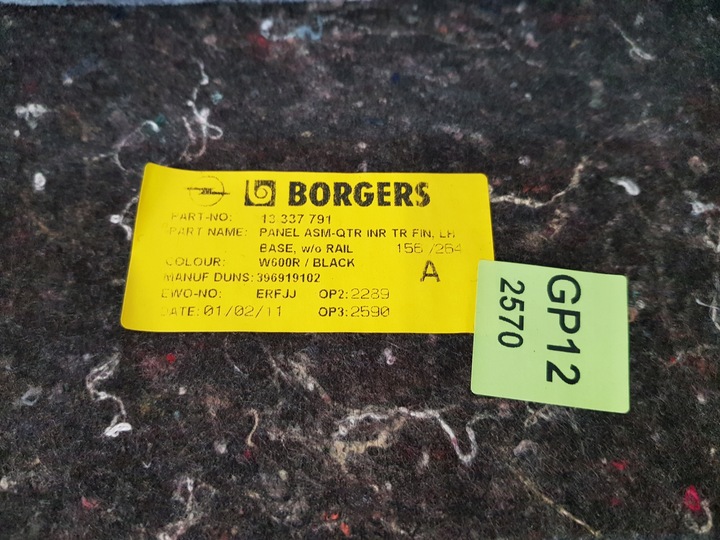 BORGERS
PART-NO: 13 337 791
PART NAME: PANEL ASM-QTR INR TR FIN, LH
BASE, w/o RAIL 156 /264
COLOUR: W600R / BLACK
A
MANUF DUNS: 396919102
EWO-NO: ERFJJ OP2: 2289
DATE: 01/02/11 OP3: 2590
GP12
2570